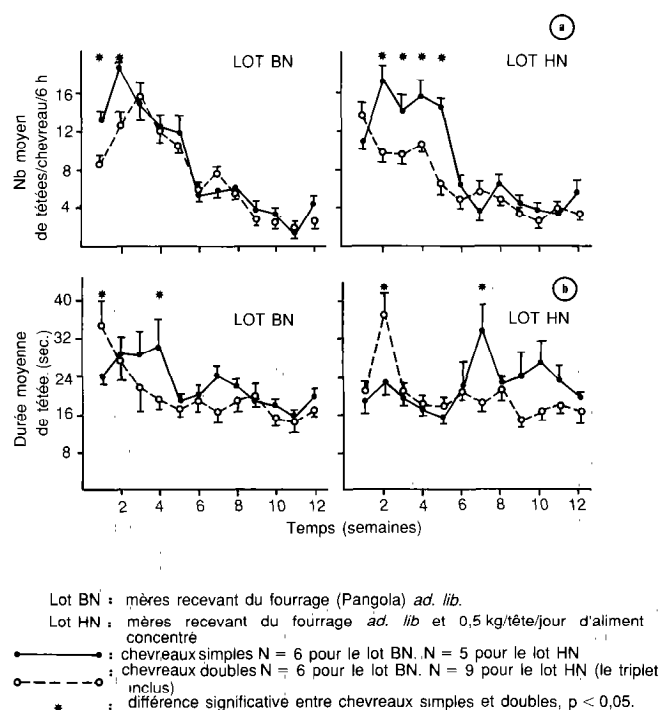 a
LOT BN
LOT HN
Nb moyen
de tétées/chevreau/6 h
16
12
8
4
b
LOT BN
LOT HN
Durée moyenne
de tétée (sec.)
40
32
24
16
8
2 4 6 8 10 12 2 4 6 8 10 12
Temps (semaines)
Lot BN : mères recevant du fourrage (Pangola) ad. lib.
Lot HN : mères recevant du fourrage ad. lib et 0,5 kg/tête/jour d'aliment
concentré
: chevreaux simples N = 6 pour le lot BN. N = 5 pour le lot HN
: chevreaux doubles N = 6 pour le lot BN. N = 9 pour le lot HN (le triplet
inclus)
* : différence significative entre chevreaux simples et doubles, p < 0,05.